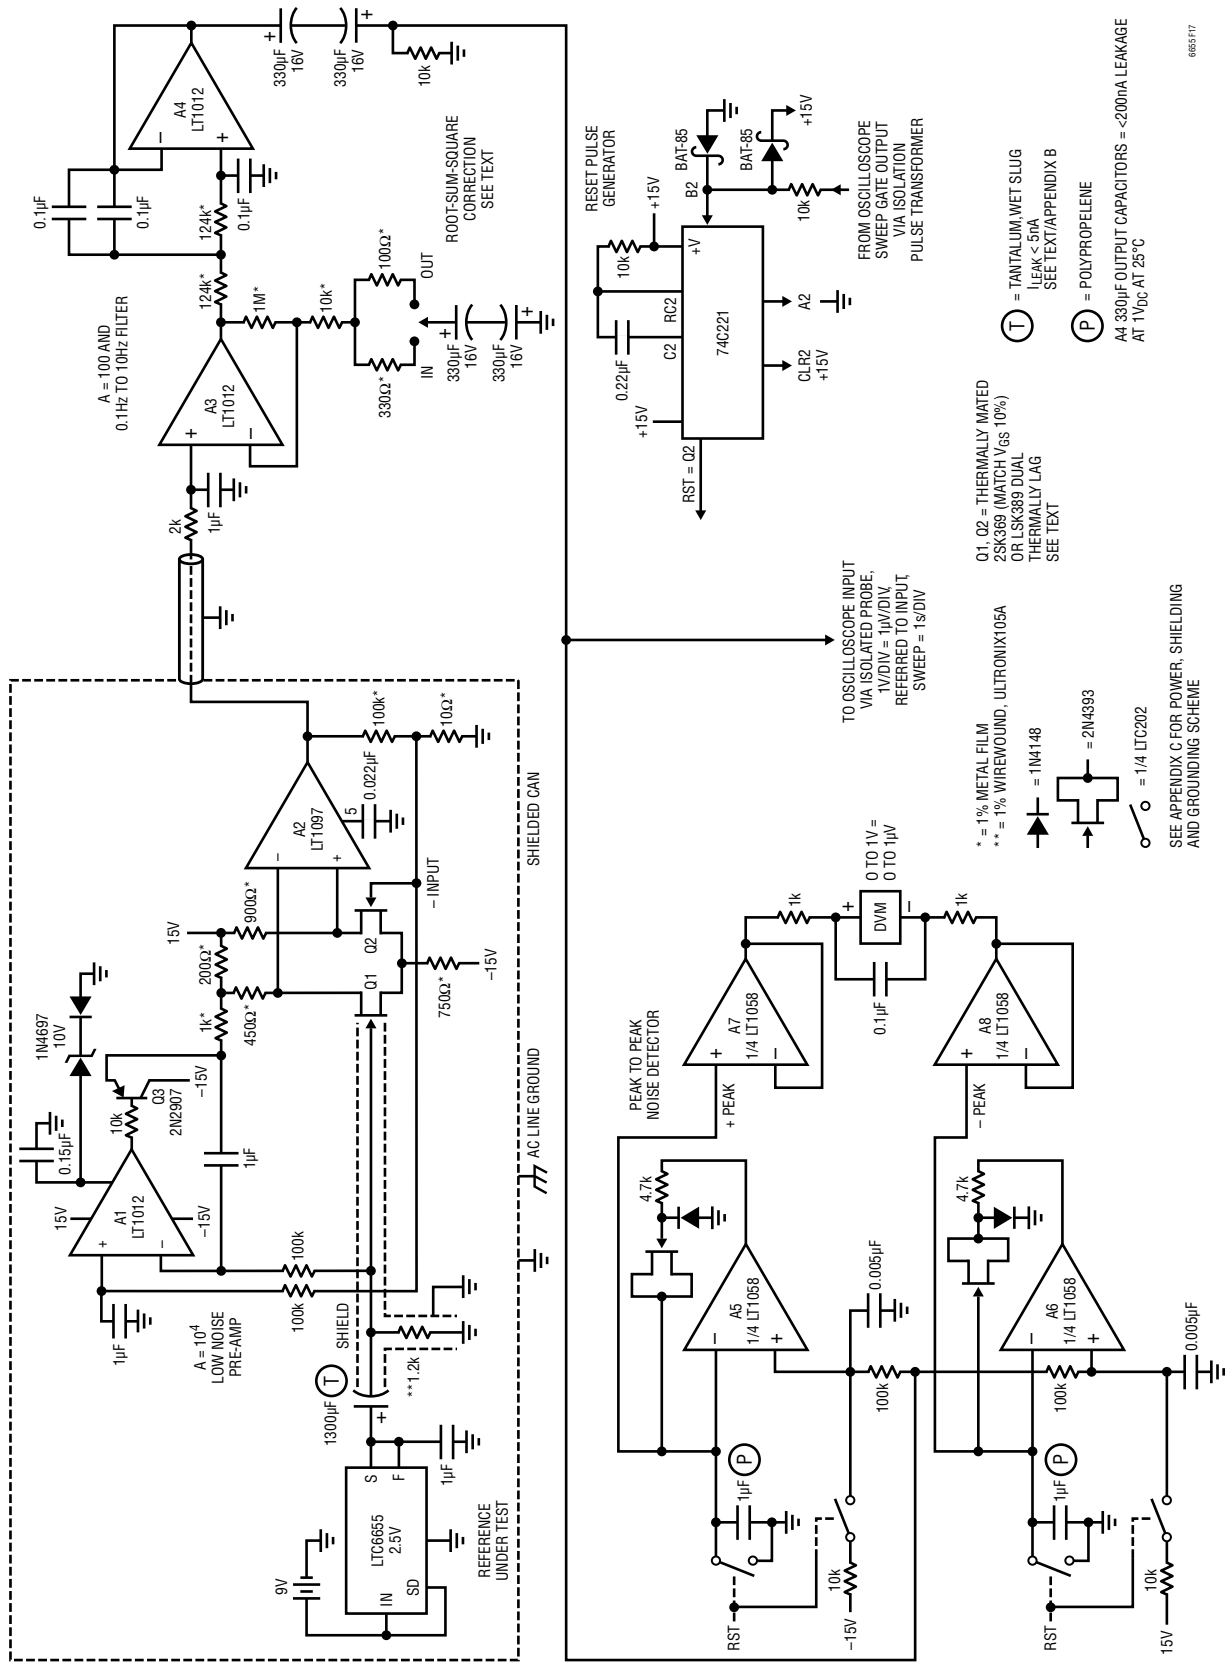 15V
A1
LT1012
+
−
−15V
0.15µF
1N4697
10V
10k
Q3
2N2907
−15V
1µF
1k*
200Ω*
15V
900Ω*
450Ω*
Q1
Q2
750Ω*
−15V
− INPUT
A2
LT1097
−
+
5
0.022µF
100k*
10Ω*
SHIELDED CAN
1µF
A = 10⁴
LOW NOISE
PRE-AMP
100k
100k
SHIELD
AC LINE GROUND
T
1300µF
+
**1.2k
9V
IN
SD
S
F
LTC6655
2.5V
1µF
REFERENCE
UNDER TEST
2k
1µF
A = 100 AND
0.1Hz TO 10Hz FILTER
A3
LT1012
+
−
124k*
1M*
10k*
330Ω*
100Ω*
IN
OUT
+
330µF
16V
330µF
16V
+
ROOT-SUM-SQUARE
CORRECTION
SEE TEXT
0.1µF
0.1µF
124k*
0.1µF
A4
LT1012
−
+
+
330µF
16V
330µF
16V
+
10k
TO OSCILLOSCOPE INPUT
VIA ISOLATED PROBE,
1V/DIV = 1µV/DIV,
REFERRED TO INPUT,
SWEEP = 1s/DIV
RESET PULSE
GENERATOR
0.22µF
10k
+15V
+15V
C2
RC2
+V
74C221
RST = Q2
CLR2
+15V
A2
B2
BAT-85
BAT-85
+15V
10k
FROM OSCILLOSCOPE
SWEEP GATE OUTPUT
VIA ISOLATION
PULSE TRANSFORMER
PEAK TO PEAK
NOISE DETECTOR
+ PEAK
4.7k
A5
1/4 LT1058
−
+
0.005µF
100k
P
1µF
RST
10k
−15V
A7
1/4 LT1058
+
−
1k
0.1µF
+
DVM
−
0 TO 1V =
0 TO 1µV
1k
A8
1/4 LT1058
+
−
− PEAK
4.7k
A6
1/4 LT1058
−
+
100k
0.005µF
P
1µF
RST
10k
15V
* = 1% METAL FILM
** = 1% WIREWOUND, ULTRONIX105A
= 1N4148
= 2N4393
= 1/4 LTC202
SEE APPENDIX C FOR POWER, SHIELDING
AND GROUNDING SCHEME
Q1, Q2 = THERMALLY MATED
2SK369 (MATCH VGS 10%)
OR LSK389 DUAL
THERMALLY LAG
SEE TEXT
T = TANTALUM,WET SLUG
ILEAK < 5nA
SEE TEXT/APPENDIX B
P = POLYPROPELENE
A4 330µF OUTPUT CAPACITORS = <200nA LEAKAGE
AT 1VDC AT 25°C
6655 F17